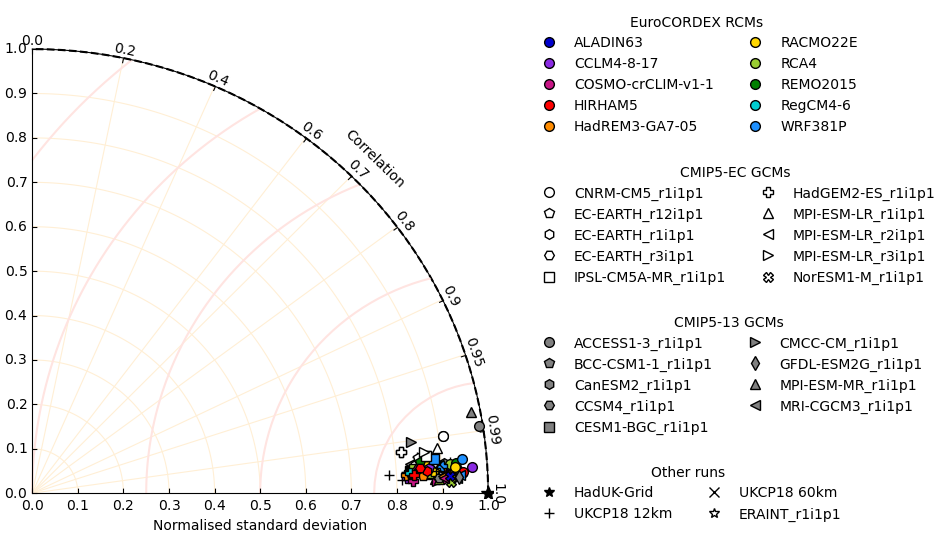 EuroCORDEX RCMs
ALADIN63 RACMO22E
CCLM4-8-17 RCA4
COSMO-crCLIM-v1-1 REMO2015
HIRHAM5 RegCM4-6
HadREM3-GA7-05 WRF381P
CMIP5-EC GCMs
CNRM-CM5_r1i1p1 HadGEM2-ES_r1i1p1
EC-EARTH_r12i1p1 MPI-ESM-LR_r1i1p1
EC-EARTH_r1i1p1 MPI-ESM-LR_r2i1p1
EC-EARTH_r3i1p1 MPI-ESM-LR_r3i1p1
IPSL-CM5A-MR_r1i1p1 NorESM1-M_r1i1p1
CMIP5-13 GCMs
ACCESS1-3_r1i1p1 CMCC-CM_r1i1p1
BCC-CSM1-1_r1i1p1 GFDL-ESM2G_r1i1p1
CanESM2_r1i1p1 MPI-ESM-MR_r1i1p1
CCSM4_r1i1p1 MRI-CGCM3_r1i1p1
CESM1-BGC_r1i1p1
Other runs
HadUK-Grid UKCP18 60km
UKCP18 12km ERAINT_r1i1p1
Correlation
0.0
0.2
0.4
0.6
0.7
0.8
0.9
0.95
0.99
1.0
1.0
0.9
0.8
0.7
0.6
0.5
0.4
0.3
0.2
0.1
0.0
0.0 0.1 0.2 0.3 0.4 0.5 0.6 0.7 0.8 0.9 1.0
Normalised standard deviation